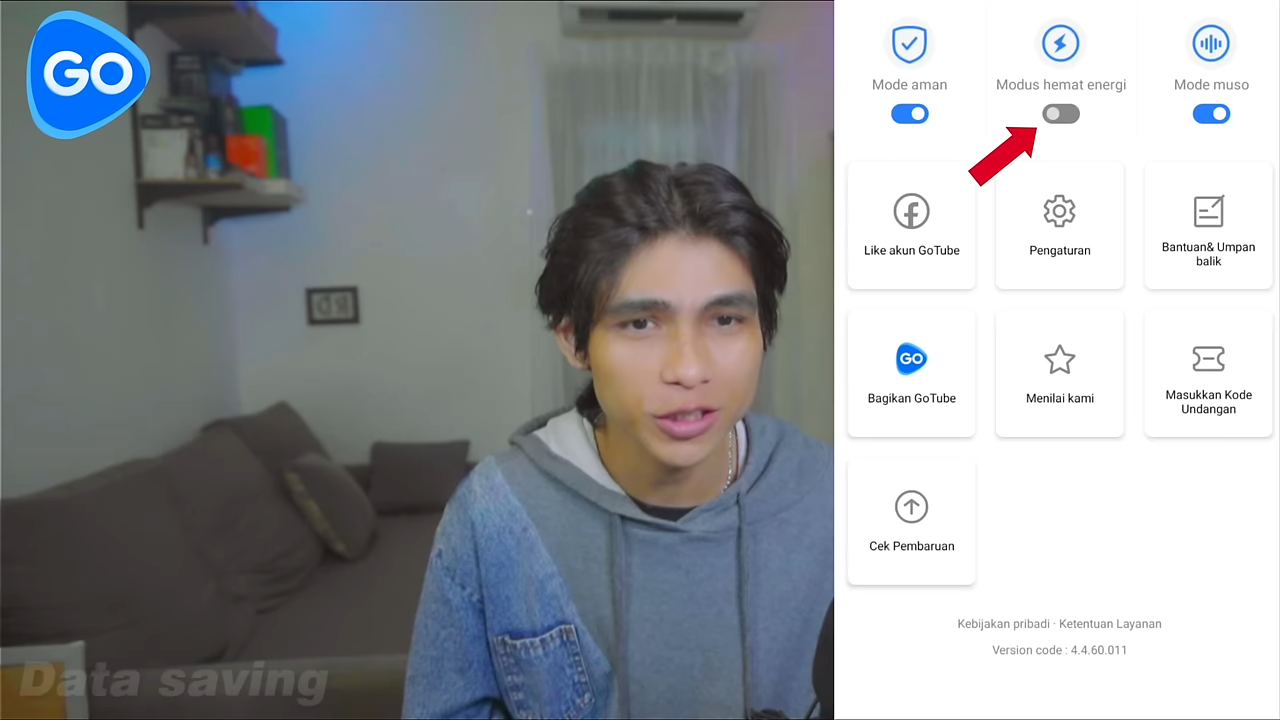 GO
Data saving
Mode aman
Modus hemat energi
Mode muso
Like akun GoTube
Pengaturan
Bantuan& Umpan
balik
GO
Bagikan GoTube
Menilai kami
Masukkan Kode
Undangan
Cek Pembaruan
Kebijakan pribadi · Ketentuan Layanan
Version code : 4.4.60.011